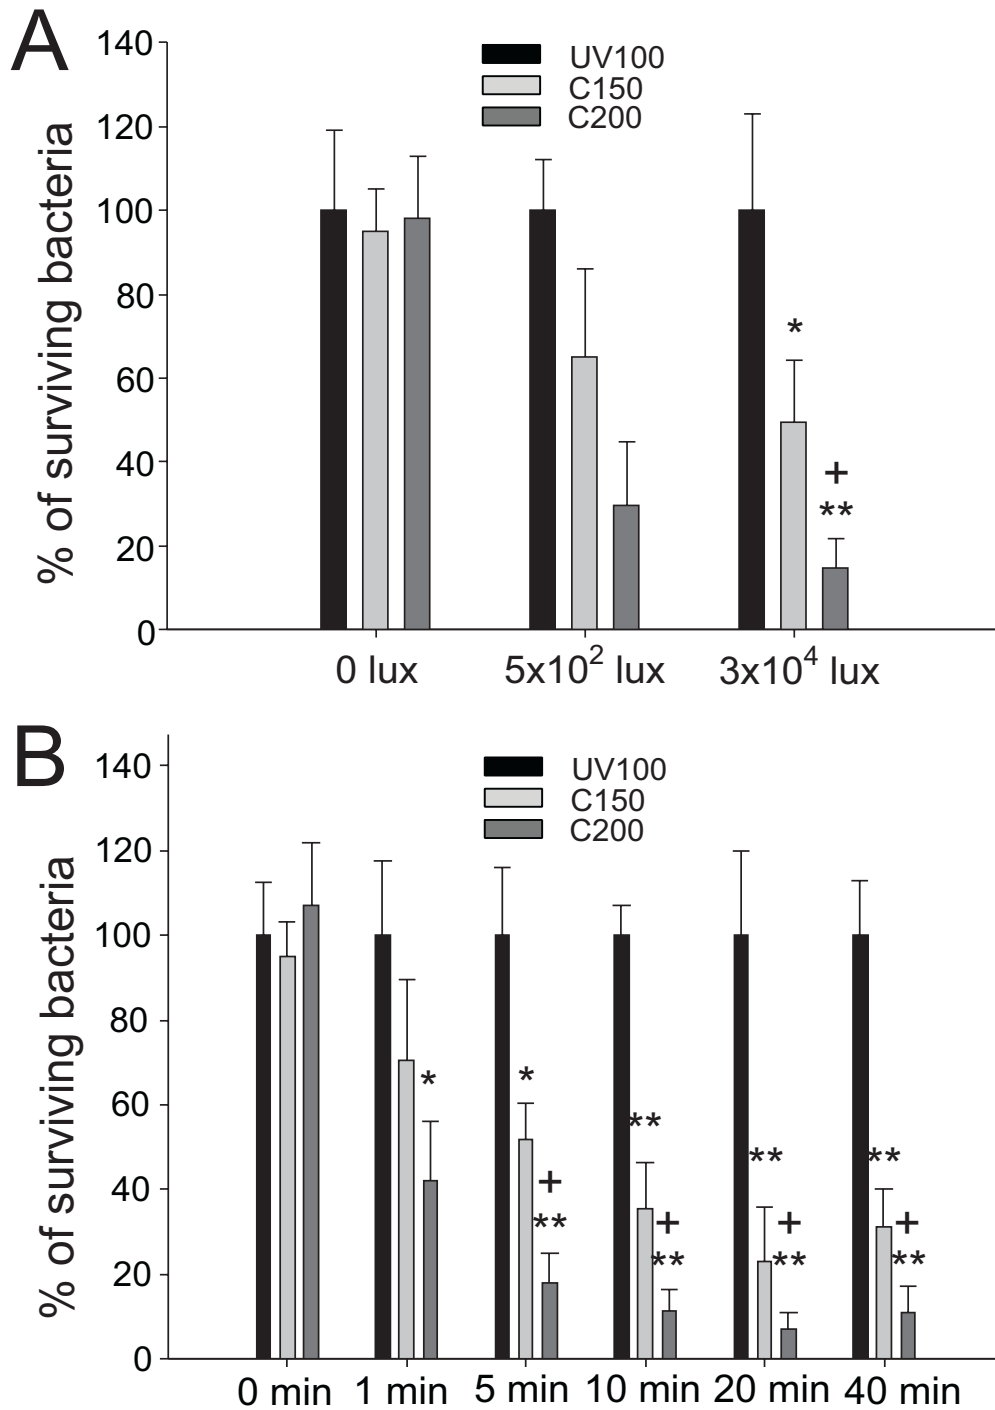 A
% of surviving bacteria
140
120
100
80
60
40
20
0
UV100
C150
C200
*
+
**
0 lux
5x10² lux
3x10⁴ lux
B
% of surviving bacteria
140
120
100
80
60
40
20
0
UV100
C150
C200
*
*
+
**
**
+
**
**
+
**
**
+
**
0 min
1 min
5 min
10 min
20 min
40 min